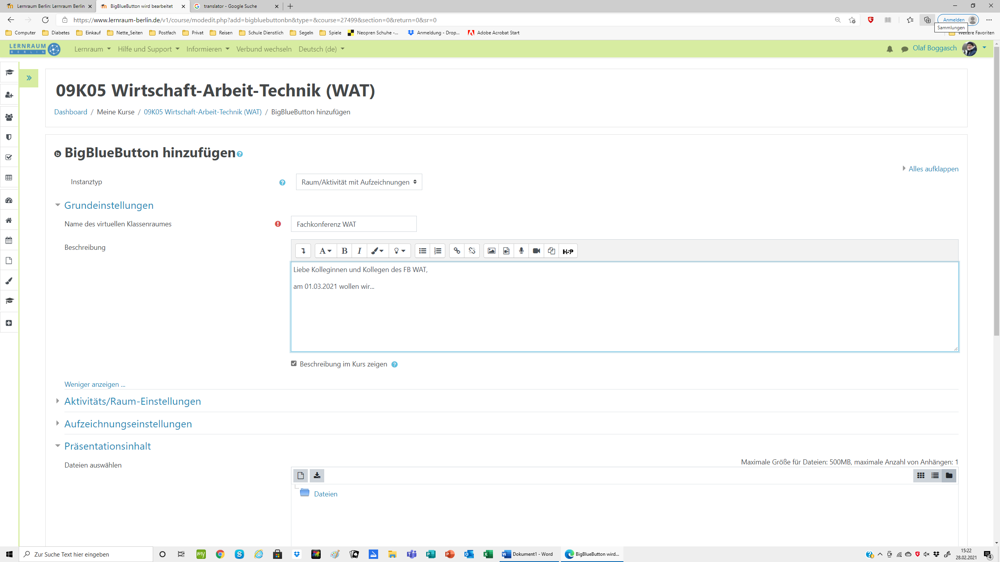 Lernraum Berlin: Lernraum Berlin
BigBlueButton wird bearbeitet
translator - Google Suche
https://www.lernraum-berlin.de/v1/course/modedit.php?add=bigbluebuttonbn&type=&course=27499&section=0&return=0&sr=0
Anmelden
Sammlungen
Computer
Diabetes
Einkauf
Nette_Seiten
Postfach
Privat
Reisen
Schule Dienstlich
Segeln
Spiele
Neopren Schuhe -...
Anmeldung - Drop...
Adobe Acrobat Start
Weitere Favoriten
LERNRAUM
BERLIN
Lernraum
Hilfe und Support
Informieren
Verbund wechseln
Deutsch (de)
Olaf Boggasch
09K05 Wirtschaft-Arbeit-Technik (WAT)
Dashboard / Meine Kurse / 09K05 Wirtschaft-Arbeit-Technik (WAT) / BigBlueButton hinzufügen
BigBlueButton hinzufügen
Alles aufklappen
Instanztyp
Raum/Aktivität mit Aufzeichnungen
Grundeinstellungen
Name des virtuellen Klassenraumes
Fachkonferenz WAT
Beschreibung
A B I H5P
Liebe Kolleginnen und Kollegen des FB WAT,
am 01.03.2021 wollen wir...
Beschreibung im Kurs zeigen
Weniger anzeigen ...
Aktivitäts/Raum-Einstellungen
Aufzeichnungseinstellungen
Präsentationsinhalt
Dateien auswählen
Maximale Größe für Dateien: 500MB, maximale Anzahl von Anhängen: 1
Dateien
Zur Suche Text hier eingeben
my
Dokument1 - Word
BigBlueButton wird...
15:22
28.02.2021
4